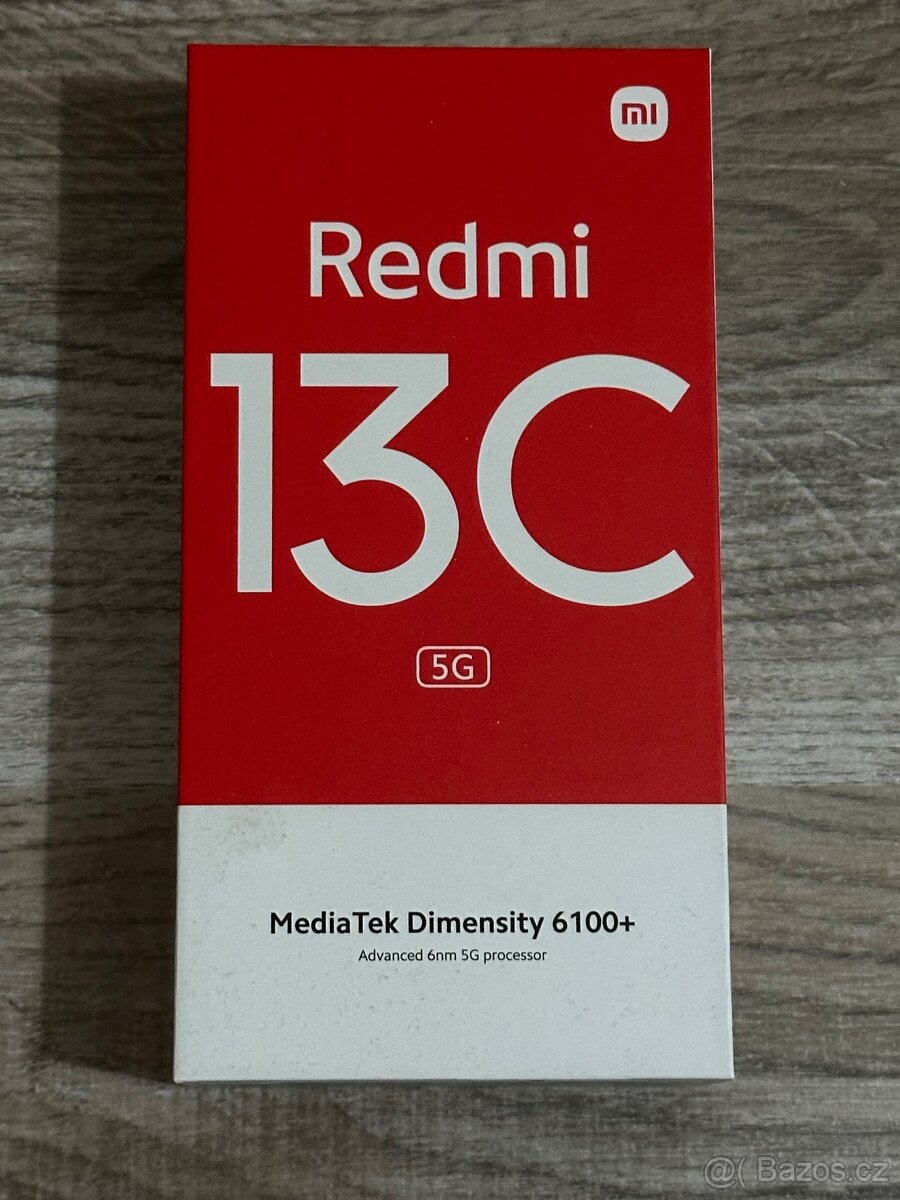 mi
Redmi
13C
5G
MediaTek Dimensity 6100+
Advanced 6nm 5G processor
@( Bazos.cz